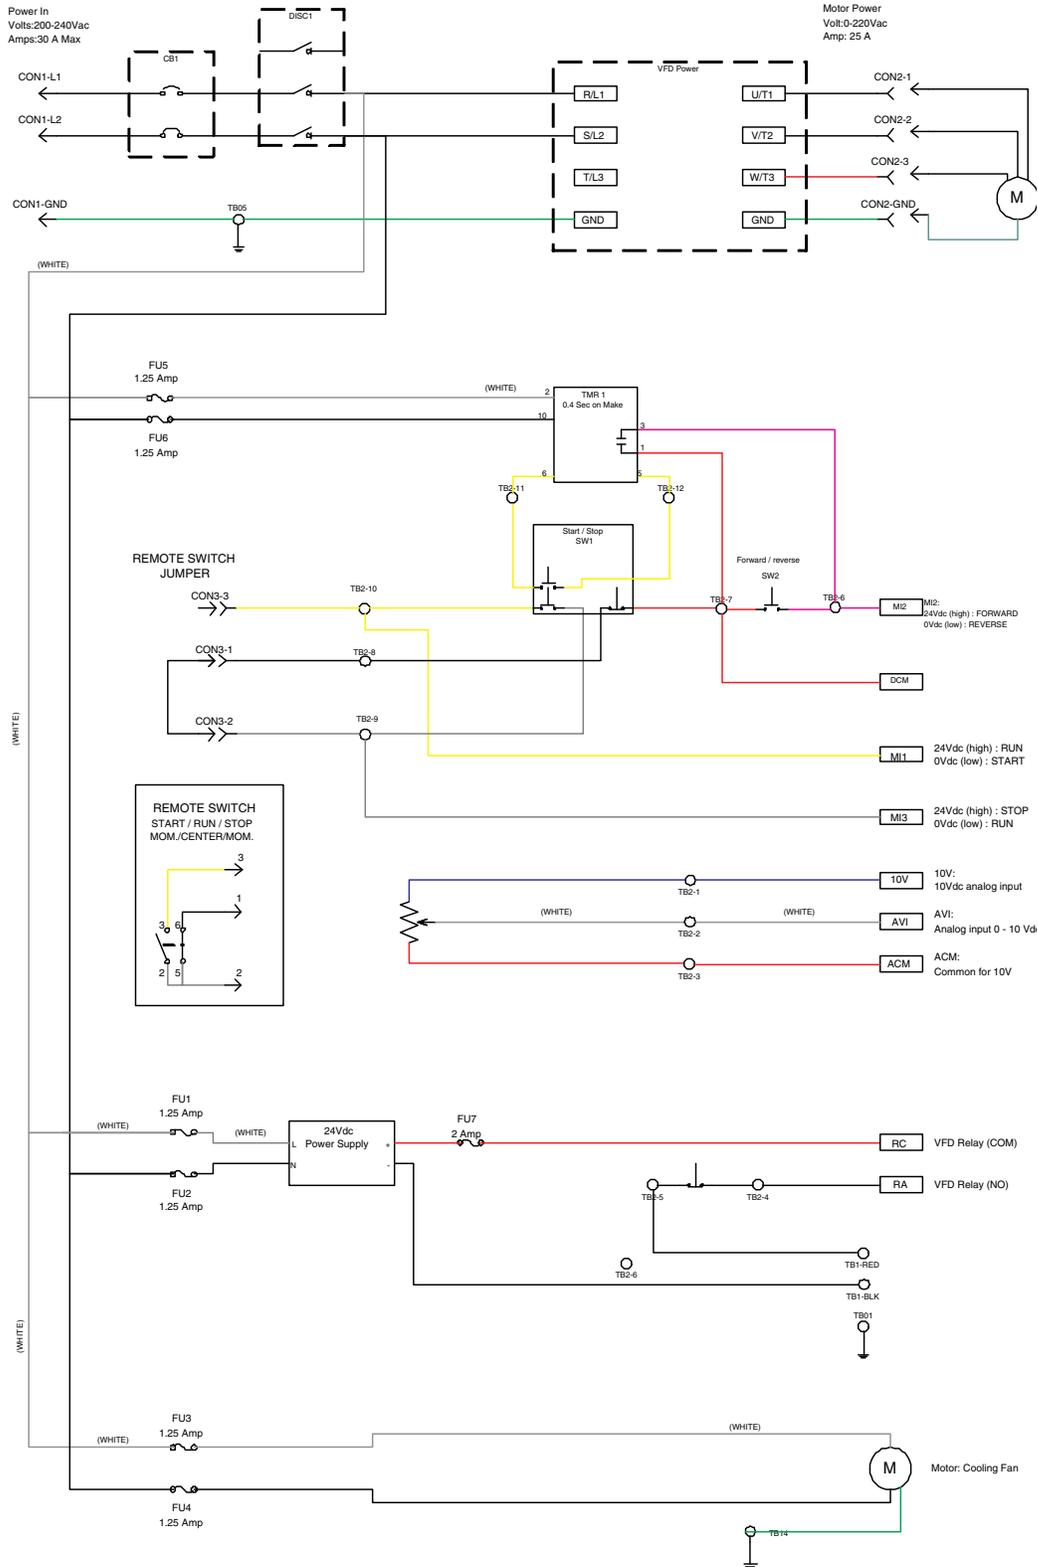 Power In
Volts:200-240Vac
Amps:30 A Max
DISC1
Motor Power
Volt:0-220Vac
Amp: 25 A
CB1
VFD Power
CON1-L1
R/L1
U/T1
CON2-1
CON1-L2
S/L2
V/T2
CON2-2
T/L3
W/T3
CON2-3
M
CON1-GND
TB05
GND
GND
CON2-GND
(WHITE)
FU5
1.25 Amp
(WHITE)
2
TMR 1
0.4 Sec on Make
10
3
FU6
1.25 Amp
1
6
5
TB2-11
TB2-12
Start / Stop
SW1
REMOTE SWITCH
JUMPER
Forward / reverse
SW2
CON3-3
TB2-10
TB2-7
TB2-6
MI2
MI2:
24Vdc (high) : FORWARD
0Vdc (low) : REVERSE
CON3-1
TB2-8
DCM
CON3-2
TB2-9
(WHITE)
MI1
24Vdc (high) : RUN
0Vdc (low) : START
REMOTE SWITCH
START / RUN / STOP
MOM./CENTER/MOM.
MI3
24Vdc (high) : STOP
0Vdc (low) : RUN
3
1
3 6
2 5
2
TB2-1
10V
10V:
10Vdc analog input
(WHITE)
TB2-2
(WHITE)
AVI
AVI:
Analog input 0 - 10 Vdc
TB2-3
ACM
ACM:
Common for 10V
FU1
1.25 Amp
(WHITE)
(WHITE)
L
24Vdc
Power Supply
+
N
-
FU7
2 Amp
RC
VFD Relay (COM)
FU2
1.25 Amp
TB2-5
TB2-4
RA
VFD Relay (NO)
TB1-RED
TB2-6
TB1-BLK
TB01
(WHITE)
FU3
1.25 Amp
(WHITE)
(WHITE)
M
Motor: Cooling Fan
FU4
1.25 Amp
TB14